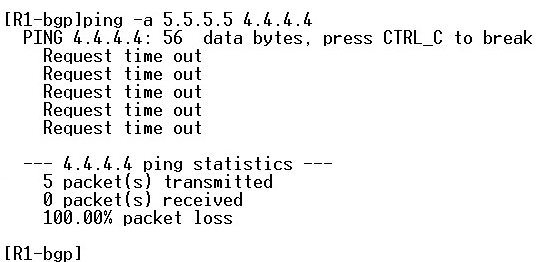 [R1-bgp]ping -a 5.5.5.5 4.4.4.4
  PING 4.4.4.4: 56  data bytes, press CTRL_C to break
    Request time out
    Request time out
    Request time out
    Request time out
    Request time out
  --- 4.4.4.4 ping statistics ---
    5 packet(s) transmitted
    0 packet(s) received
    100.00% packet loss
[R1-bgp]